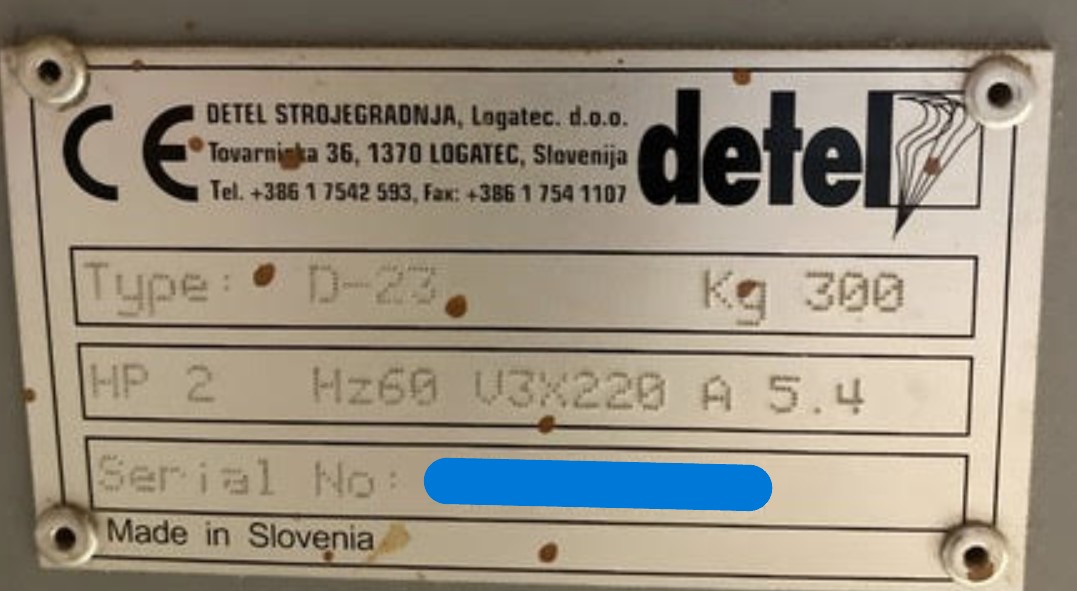 CE
DETEL STROJEGRADNJA, Logatec. d.o.o.
36, 1370 LOGATEC, Slovenija
Tel. +386 1 7542 593, Fax: +386 1 754 1107
detel
Type: D-23 Kg 300
HP 2 Hz60 V3X220 A 5.4
Serial No:
Made in Slovenia